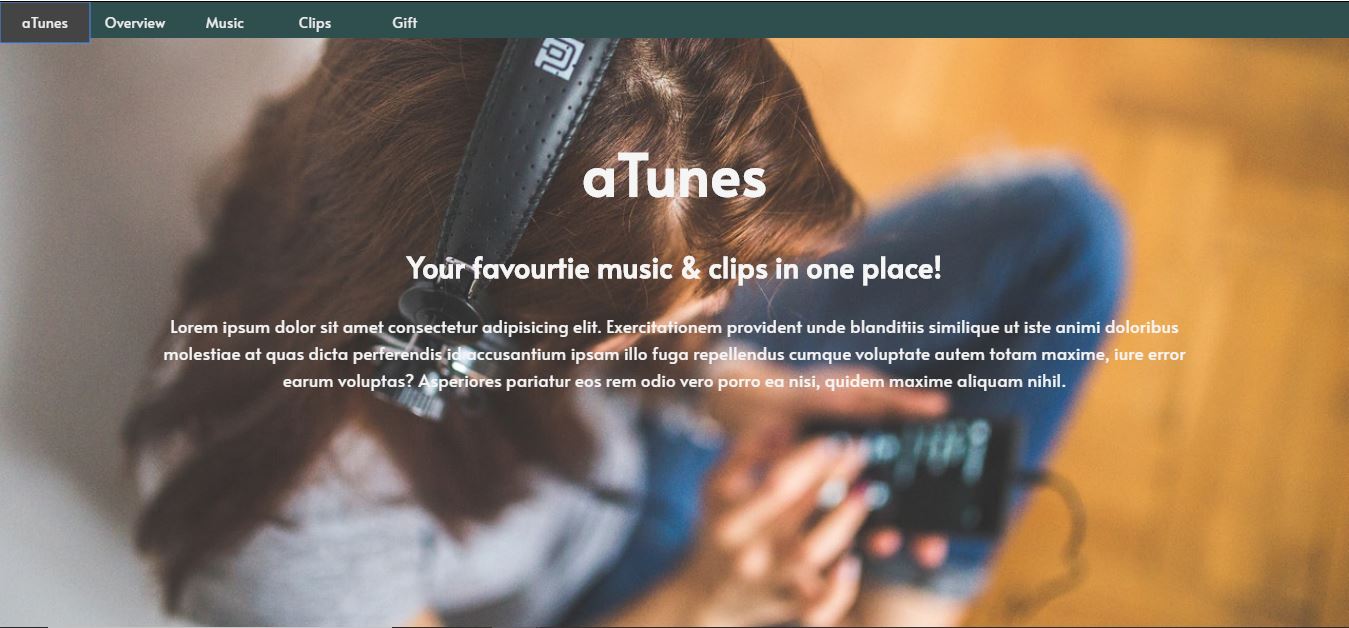 aTunes Overview Music Clips Gift
aTunes
Your favourtie music & clips in one place!
Lorem ipsum dolor sit amet consectetur adipisicing elit. Exercitationem provident unde blanditiis similique ut iste animi doloribus
molestiae at quas dicta perferendis id accusantium ipsam illo fuga repellendus cumque voluptate autem totam maxime, iure error
earum voluptas? Asperiores pariatur eos rem odio vero porro ea nisi, quidem maxime aliquam nihil.